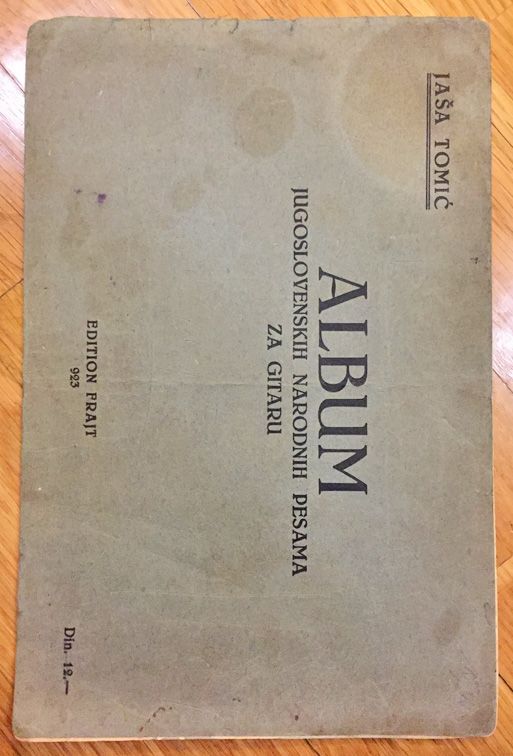 JAŠA TOMIĆ
ALBUM
JUGOSLOVENSKIH NARODNIH PESAMA
ZA GITARU
EDITION FRAJT
923
Din. 12.—